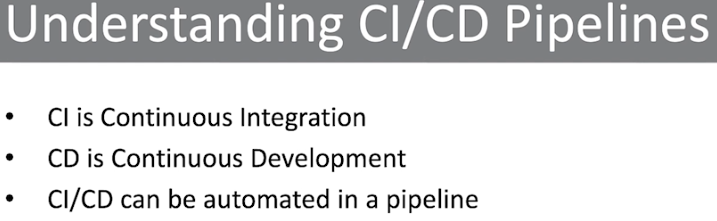 Understanding CI/CD Pipelines
• CI is Continuous Integration
• CD is Continuous Development
• CI/CD can be automated in a pipeline